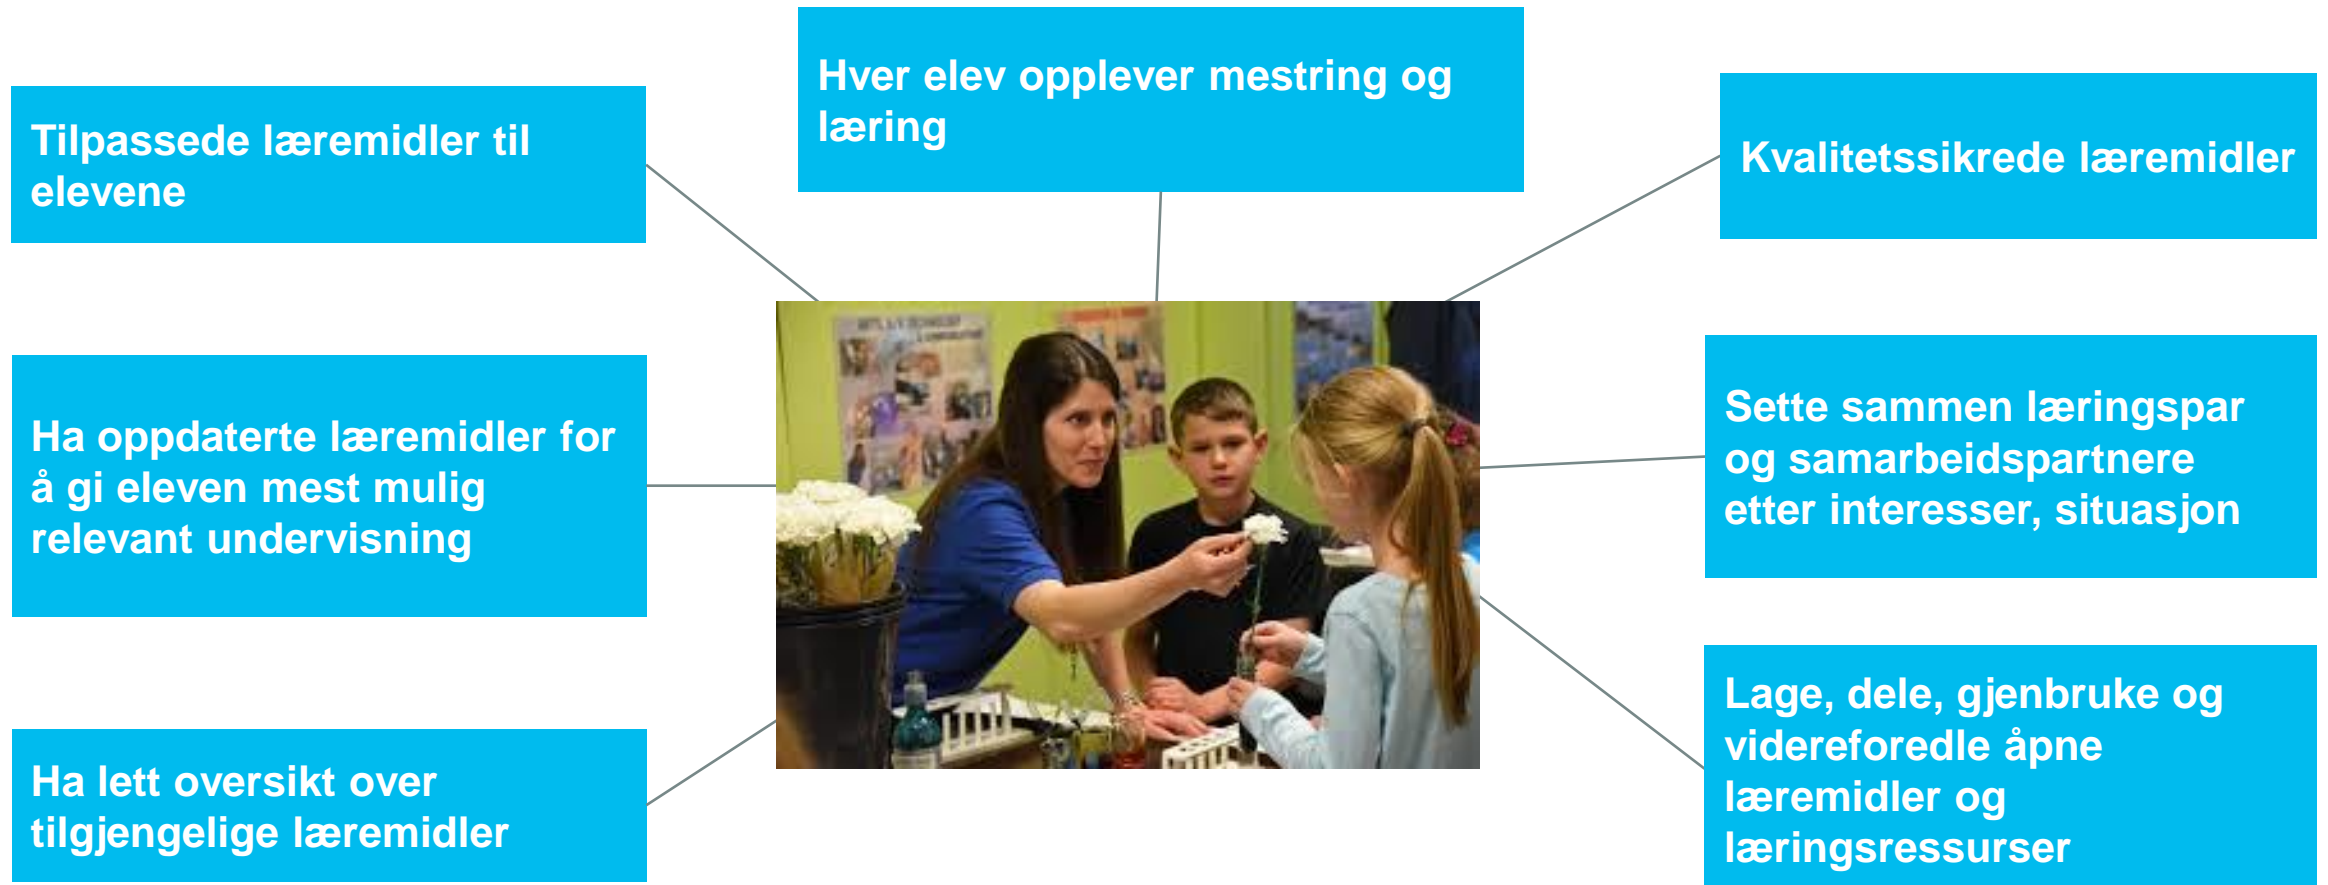 Hver elev opplever mestring og
læring
Tilpassede læremidler til
elevene
Kvalitetssikrede læremidler
Ha oppdaterte læremidler for
å gi eleven mest mulig
relevant undervisning
Sette sammen læringspar
og samarbeidspartnere
etter interesser, situasjon
Ha lett oversikt over
tilgjengelige læremidler
Lage, dele, gjenbruke og
videreforedle åpne
læremidler og
læringsressurser